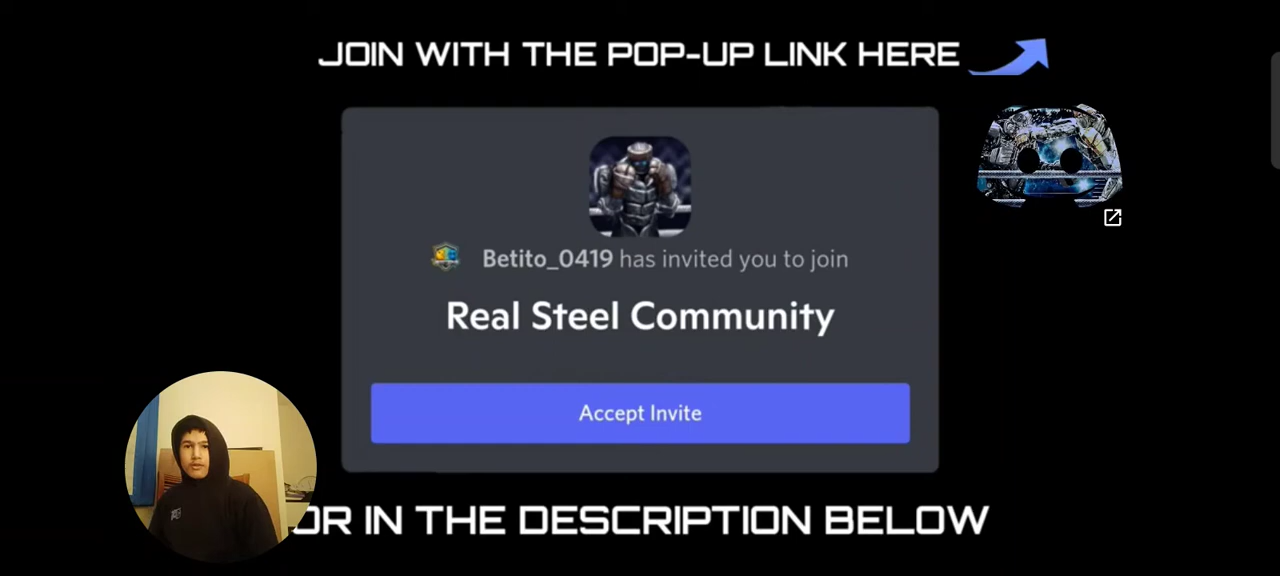 JOIN WITH THE POP-UP LINK HERE
Betito_0419 has invited you to join
Real Steel Community
Accept Invite
OR IN THE DESCRIPTION BELOW